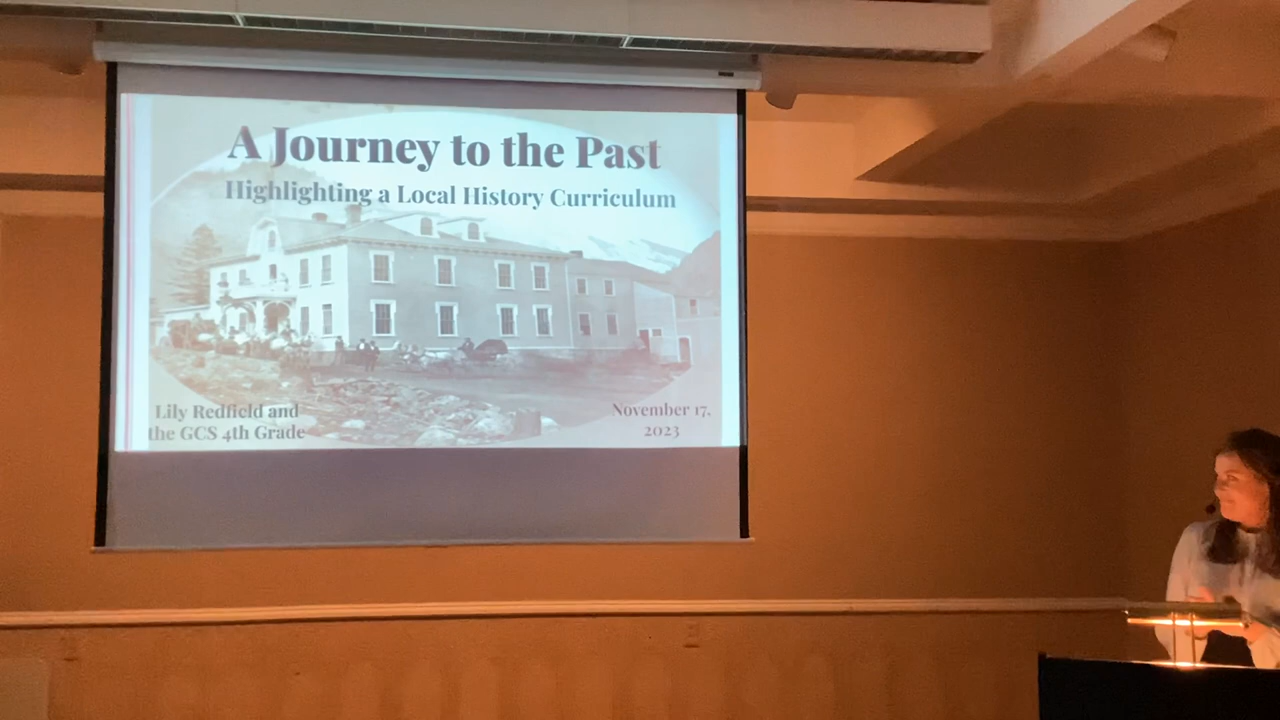 A Journey to the Past
Highlighting a Local History Curriculum
Lily Redfield and
the GCS 4th Grade
November 17,
2023